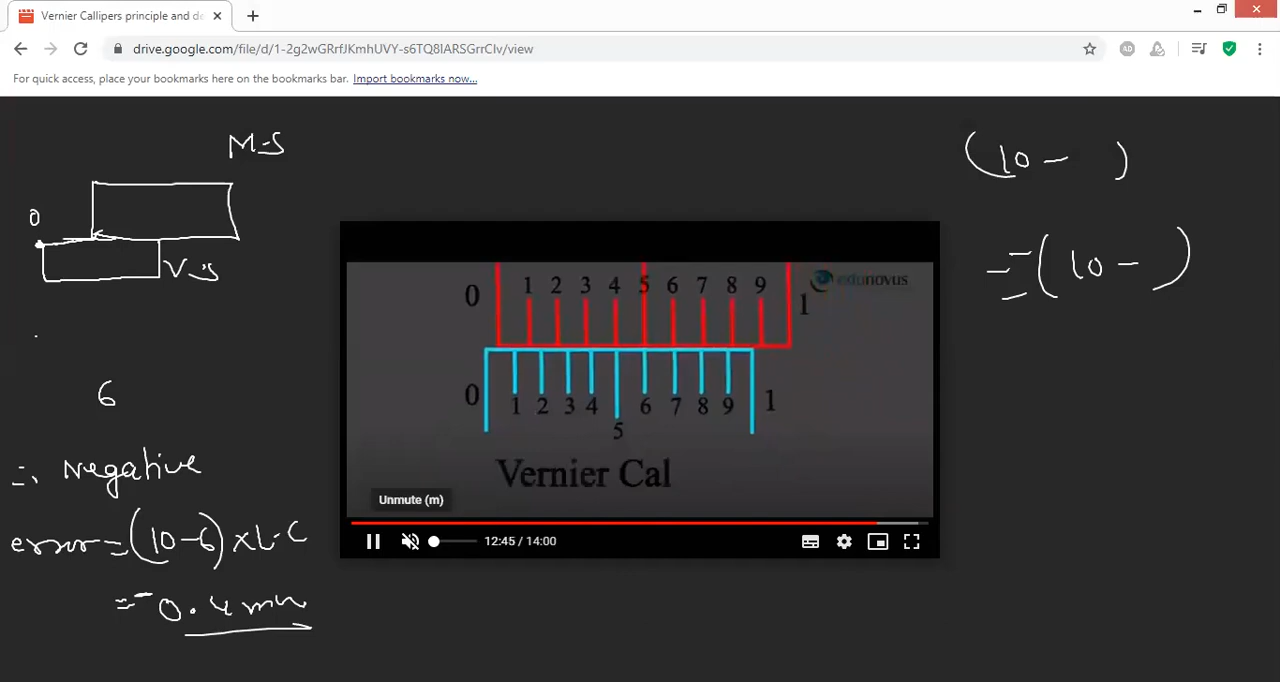 Vernier Callipers principle and de
drive.google.com/file/d/1-2g2wGRrfJKmhUVY-s6TQ8lARSGrrClv/view
For quick access, place your bookmarks here on the bookmarks bar. Import bookmarks now...
M-S
0
V-S
6
∴ Negative
error = (10-6) x L-C
= -0.4 mm
(10 - )
= (10 - )
edunovus
0 1 2 3 4 5 6 7 8 9 1
0 1 2 3 4 5 6 7 8 9 1
Vernier Cal
Unmute (m)
12:45 / 14:00